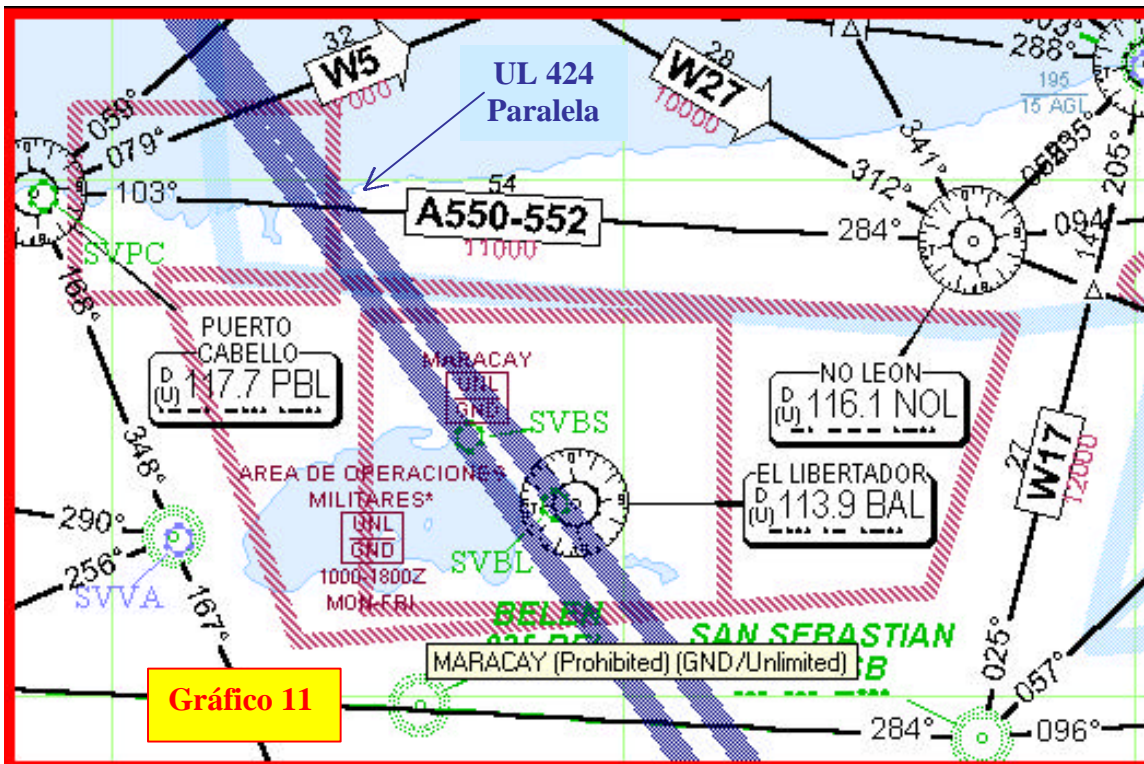 32
W5
7000
UL 424
Paralela
28
W27
10000
288°
195
15 AGL
059°
079°
103°
54
A550-552
11000
341°
312°
284°
094
205°
14
SVPC
168°
PUERTO
CABELLO
D
(U) 117.7 PBL
MARACAY
UNL
GND
SVBS
NO LEON
D
(U) 116.1 NOL
27
W17
12000
348°
AREA DE OPERACIONES
MILITARES*
UNL
GND
1000-1800Z
MON-FRI
EL LIBERTADOR
D
(U) 113.9 BAL
SVBL
290°
256°
SVVA
167°
BELEN
SAN SEBASTIAN
MARACAY (Prohibited) (GND/Unlimited)
025°
057°
Gráfico 11
284°
096°